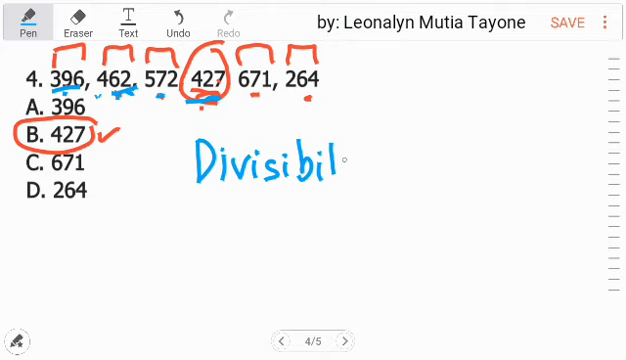 by: Leonalyn Mutia Tayone
SAVE
Pen
Eraser
Text
Undo
Redo
4. 396, 462, 572, 427, 671, 264
A. 396
B. 427
C. 671
D. 264
Divisibil
4/5